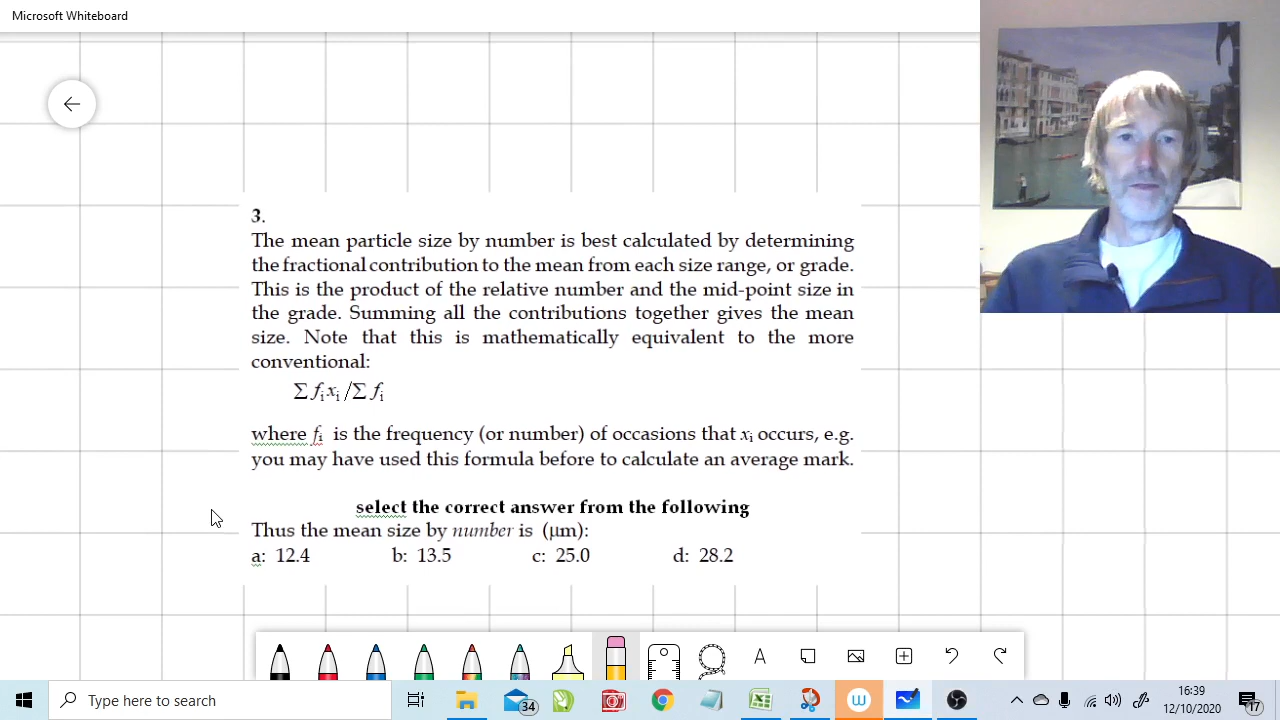 Microsoft Whiteboard
3.
The mean particle size by number is best calculated by determining
the fractional contribution to the mean from each size range, or grade.
This is the product of the relative number and the mid-point size in
the grade. Summing all the contributions together gives the mean
size. Note that this is mathematically equivalent to the more
conventional:
Σ fᵢxᵢ/Σ fᵢ
where fᵢ is the frequency (or number) of occasions that xᵢ occurs, e.g.
you may have used this formula before to calculate an average mark.
select the correct answer from the following
Thus the mean size by number is (μm):
a: 12.4 b: 13.5 c: 25.0 d: 28.2
Type here to search
34
16:39
12/10/2020
17